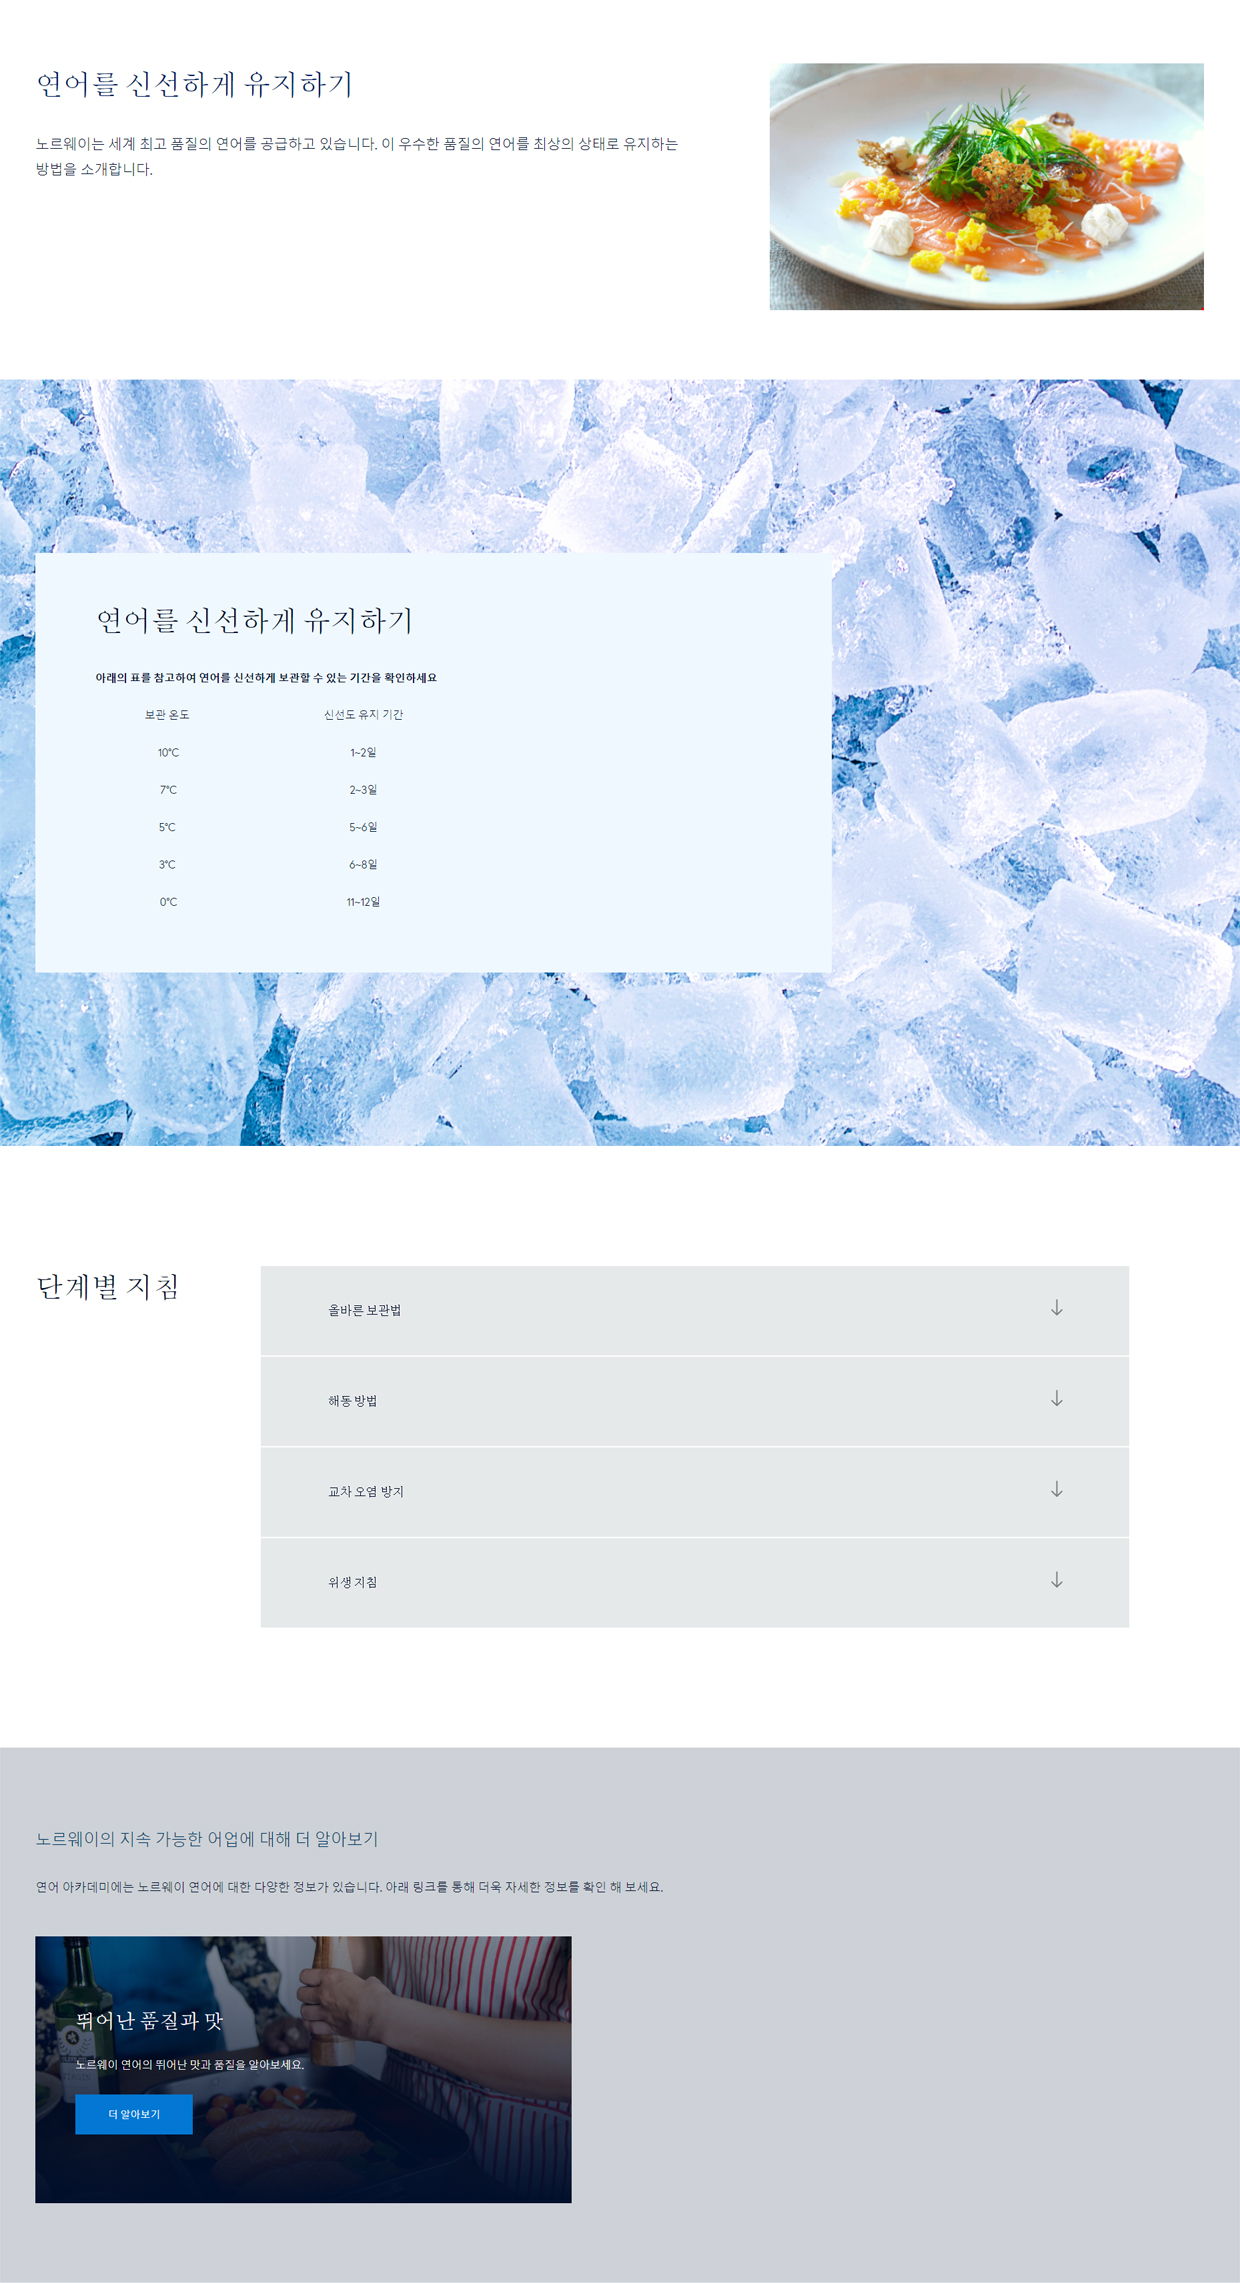 연어를 신선하게 유지하기
노르웨이는 세계 최고 품질의 연어를 공급하고 있습니다. 이 우수한 품질의 연어를 최상의 상태로 유지하는
방법을 소개합니다.
연어를 신선하게 유지하기
아래의 표를 참고하여 연어를 신선하게 보관할 수 있는 기간을 확인하세요
보관 온도 신선도 유지 기간
10°C 1~2일
7°C 2~3일
5°C 5~6일
3°C 6~8일
0°C 11~12일
단계별 지침
올바른 보관법
해동 방법
교차 오염 방지
위생 지침
노르웨이의 지속 가능한 어업에 대해 더 알아보기
연어 아카데미에는 노르웨이 연어에 대한 다양한 정보가 있습니다. 아래 링크를 통해 더욱 자세한 정보를 확인 해 보세요.
뛰어난 품질과 맛
노르웨이 연어의 뛰어난 맛과 품질을 알아보세요.
더 알아보기